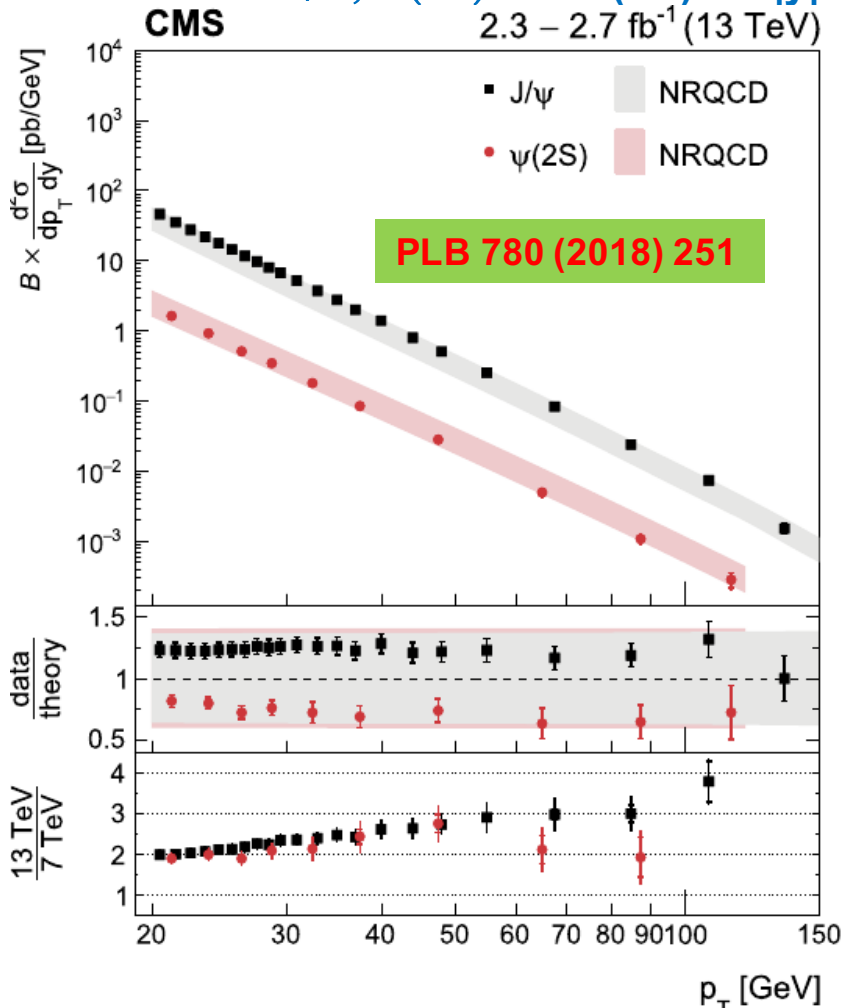 CMS 2.3 – 2.7 fb⁻¹ (13 TeV)
B × d²σ / dp_T dy [pb/GeV]
10⁴
10³
10²
10
1
10⁻¹
10⁻²
10⁻³
J/ψ NRQCD
ψ(2S) NRQCD
PLB 780 (2018) 251
data
theory
1.5
1
0.5
13 TeV
7 TeV
4
3
2
1
20 30 40 50 60 70 80 90 100 150
p_T [GeV]